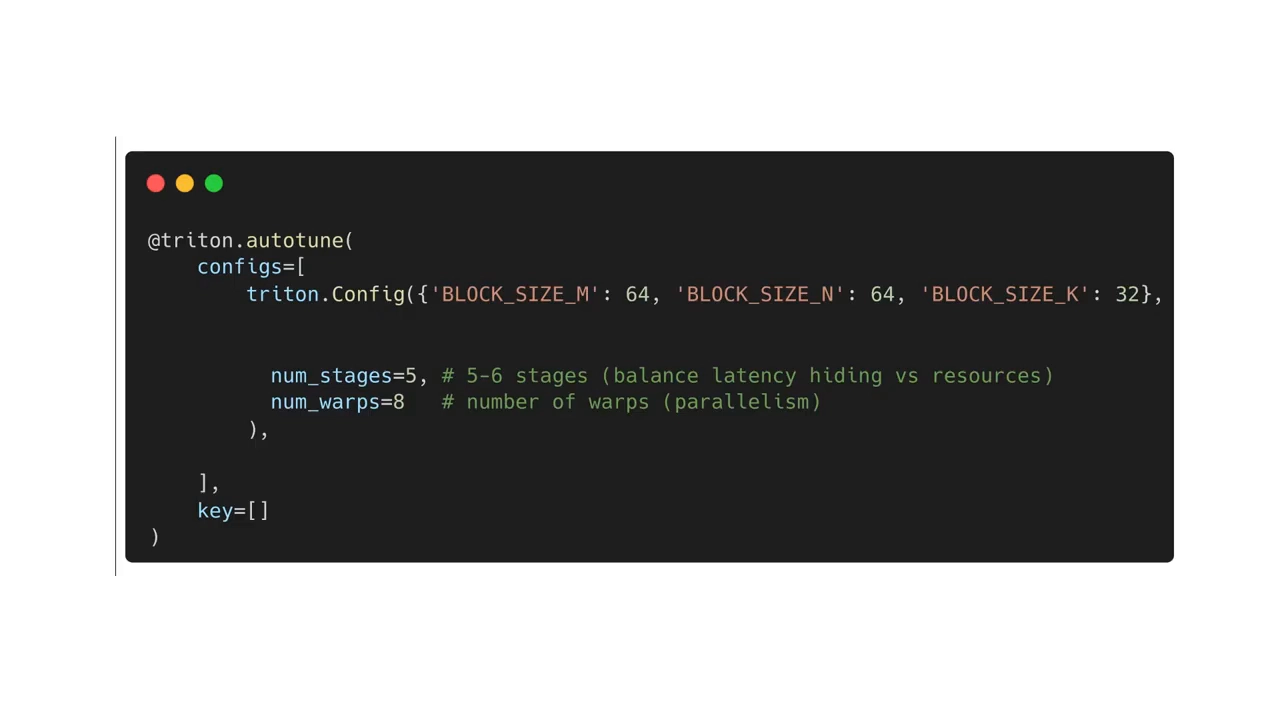 @triton.autotune(
    configs=[
        triton.Config({'BLOCK_SIZE_M': 64, 'BLOCK_SIZE_N': 64, 'BLOCK_SIZE_K': 32},
          num_stages=5, # 5-6 stages (balance latency hiding vs resources)
          num_warps=8   # number of warps (parallelism)
        ),
    ],
    key=[]
)